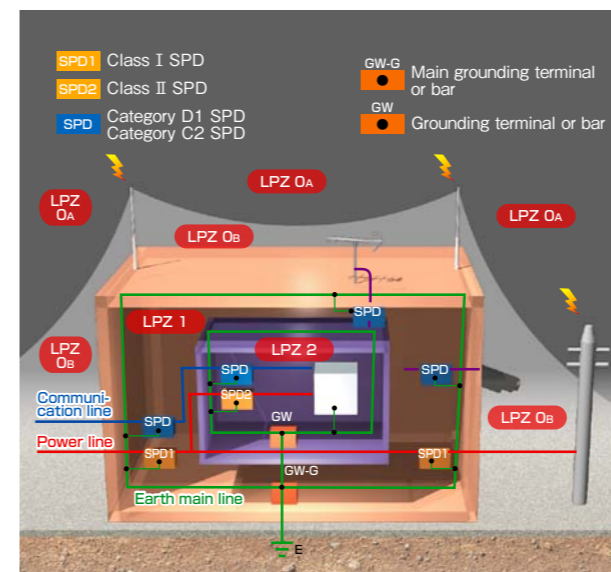 SPD1 Class I SPD
SPD2 Class II SPD
SPD Category D1 SPD
Category C2 SPD
GW-G
Main grounding terminal
or bar
GW
Grounding terminal or bar
LPZ 0A
LPZ
0A
LPZ 0A
LPZ 0B
LPZ 1
SPD
LPZ 2
LPZ
0B
SPD
SPD
SPD2
LPZ 0B
Communi-
cation line
SPD
GW
Power line
SPD1
SPD1
GW-G
Earth main line
E